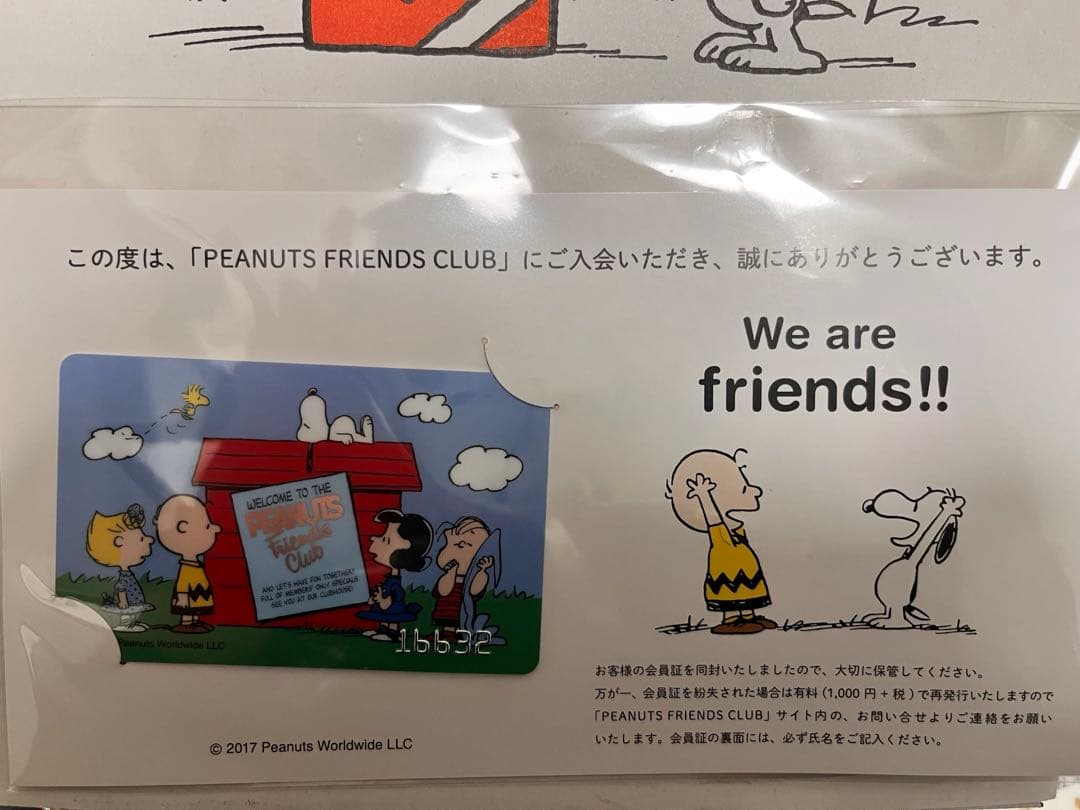 この度は、「PEANUTS FRIENDS CLUB」にご入会いただき、誠にありがとうございます。
We are
friends!!
WELCOME TO THE
PEANUTS
Friends
Club
AND LET'S HAVE FUN TOGETHER!
FULL OF MEMBERS' ONLY SPECIALS
SEE YOU AT OUR CLUBHOUSE!
16632
eanuts Worldwide LLC
お客様の会員証を同封いたしましたので、大切に保管してください。
万が一、会員証を紛失された場合は有料(1,000円+税)で再発行いたしますので
「PEANUTS FRIENDS CLUB」サイト内の、お問い合せよりご連絡をお願い
いたします。会員証の裏面には、必ず氏名をご記入ください。
© 2017 Peanuts Worldwide LLC